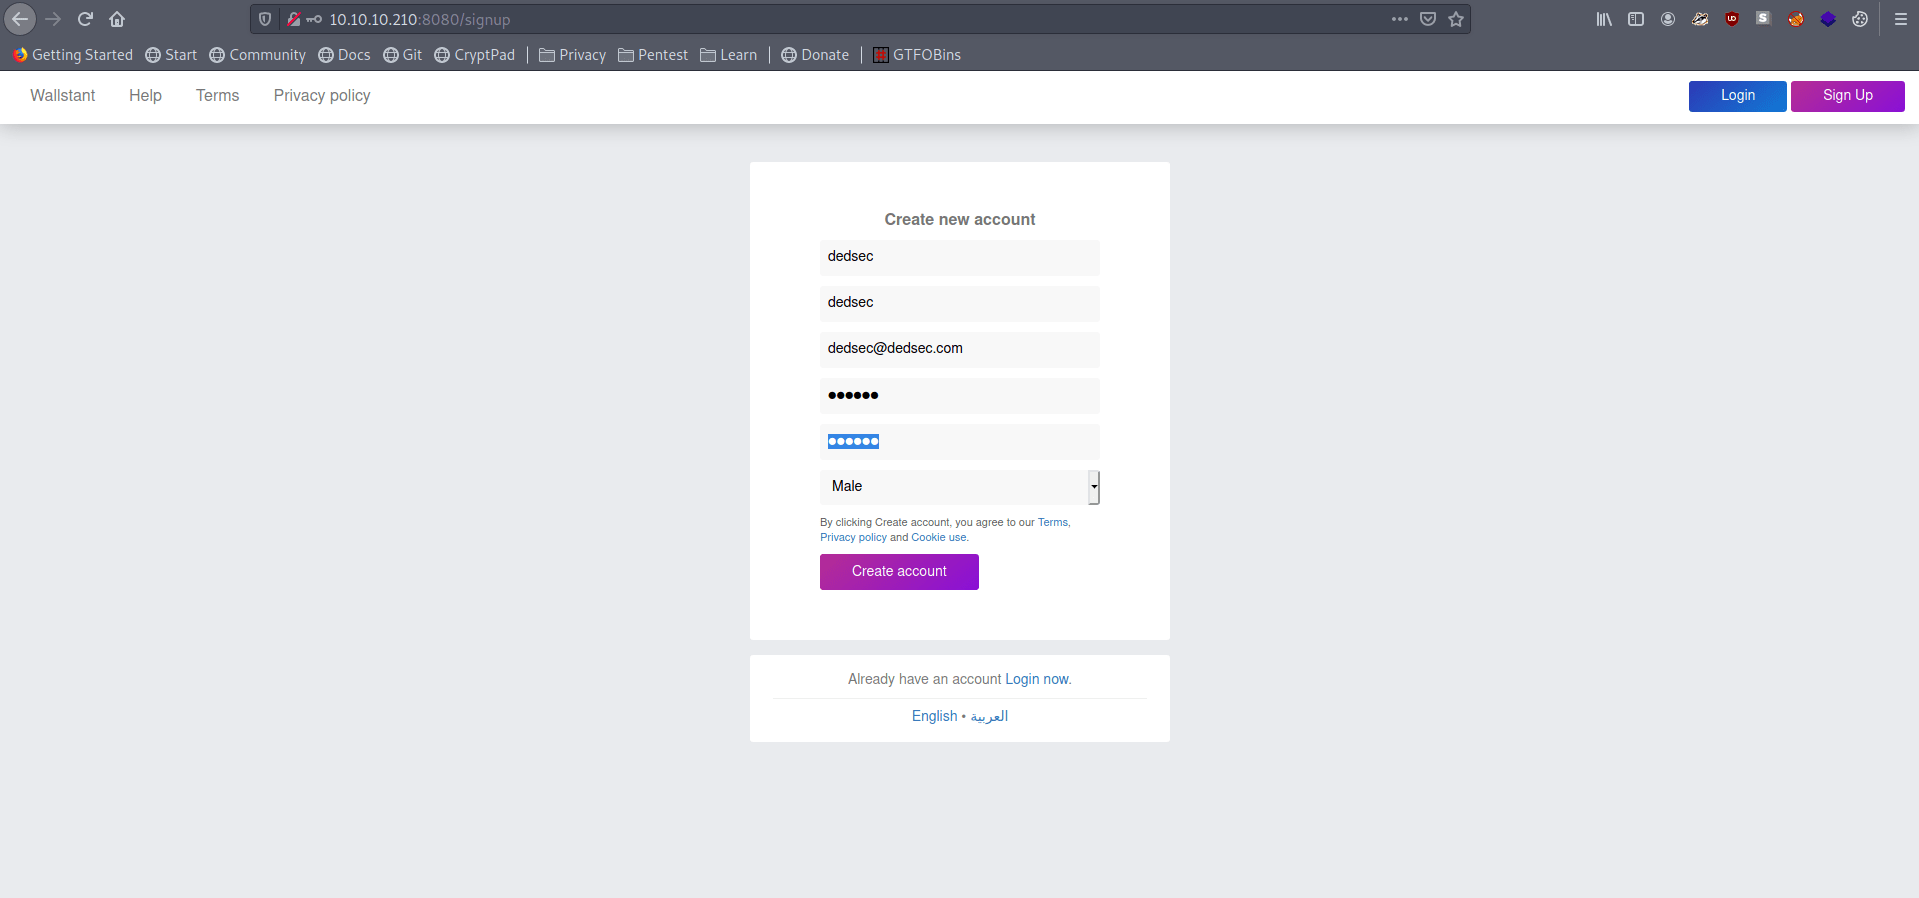 10.10.10.210:8080/signup
Getting Started Start Community Docs Git CryptPad Privacy Pentest Learn Donate GTFOBins
Wallstant Help Terms Privacy policy Login Sign Up
Create new account
dedsec
dedsec
dedsec@dedsec.com
●●●●●●
●●●●●●
Male
By clicking Create account, you agree to our Terms,
Privacy policy and Cookie use.
Create account
Already have an account Login now.
English • العربية